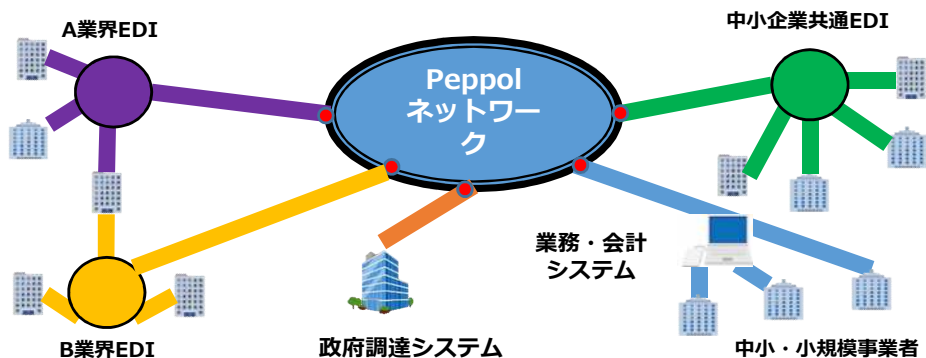 A業界EDI
中小企業共通EDI
Peppol
ネットワー
ク
業務・会計
システム
B業界EDI
政府調達システム
中小・小規模事業者